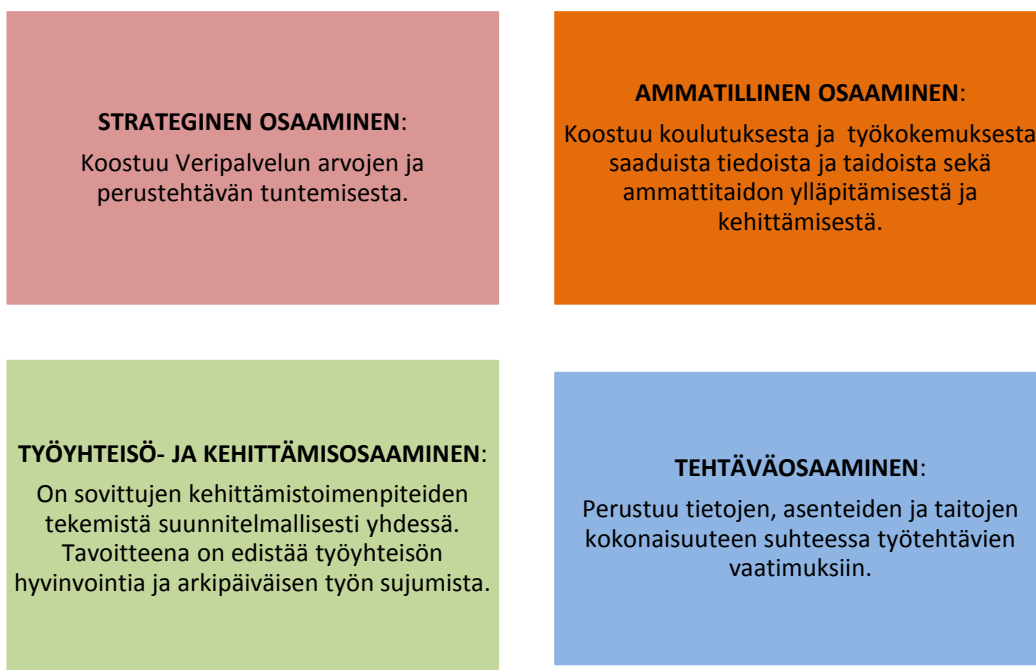 STRATEGINEN OSAAMINEN:
Koostuu Veripalvelun arvojen ja
perustehtävän tuntemisesta.
AMMATILLINEN OSAAMINEN:
Koostuu koulutuksesta ja työkokemuksesta
saaduista tiedoista ja taidoista sekä
ammattitaidon ylläpitämisestä ja
kehittämisestä.
TYÖYHTEISÖ- JA KEHITTÄMISOSAAMINEN:
On sovittujen kehittämistoimenpiteiden
tekemistä suunnitelmallisesti yhdessä.
Tavoitteena on edistää työyhteisön
hyvinvointia ja arkipäiväisen työn sujumista.
TEHTÄVÄOSAAMINEN:
Perustuu tietojen, asenteiden ja taitojen
kokonaisuuteen suhteessa työtehtävien
vaatimuksiin.